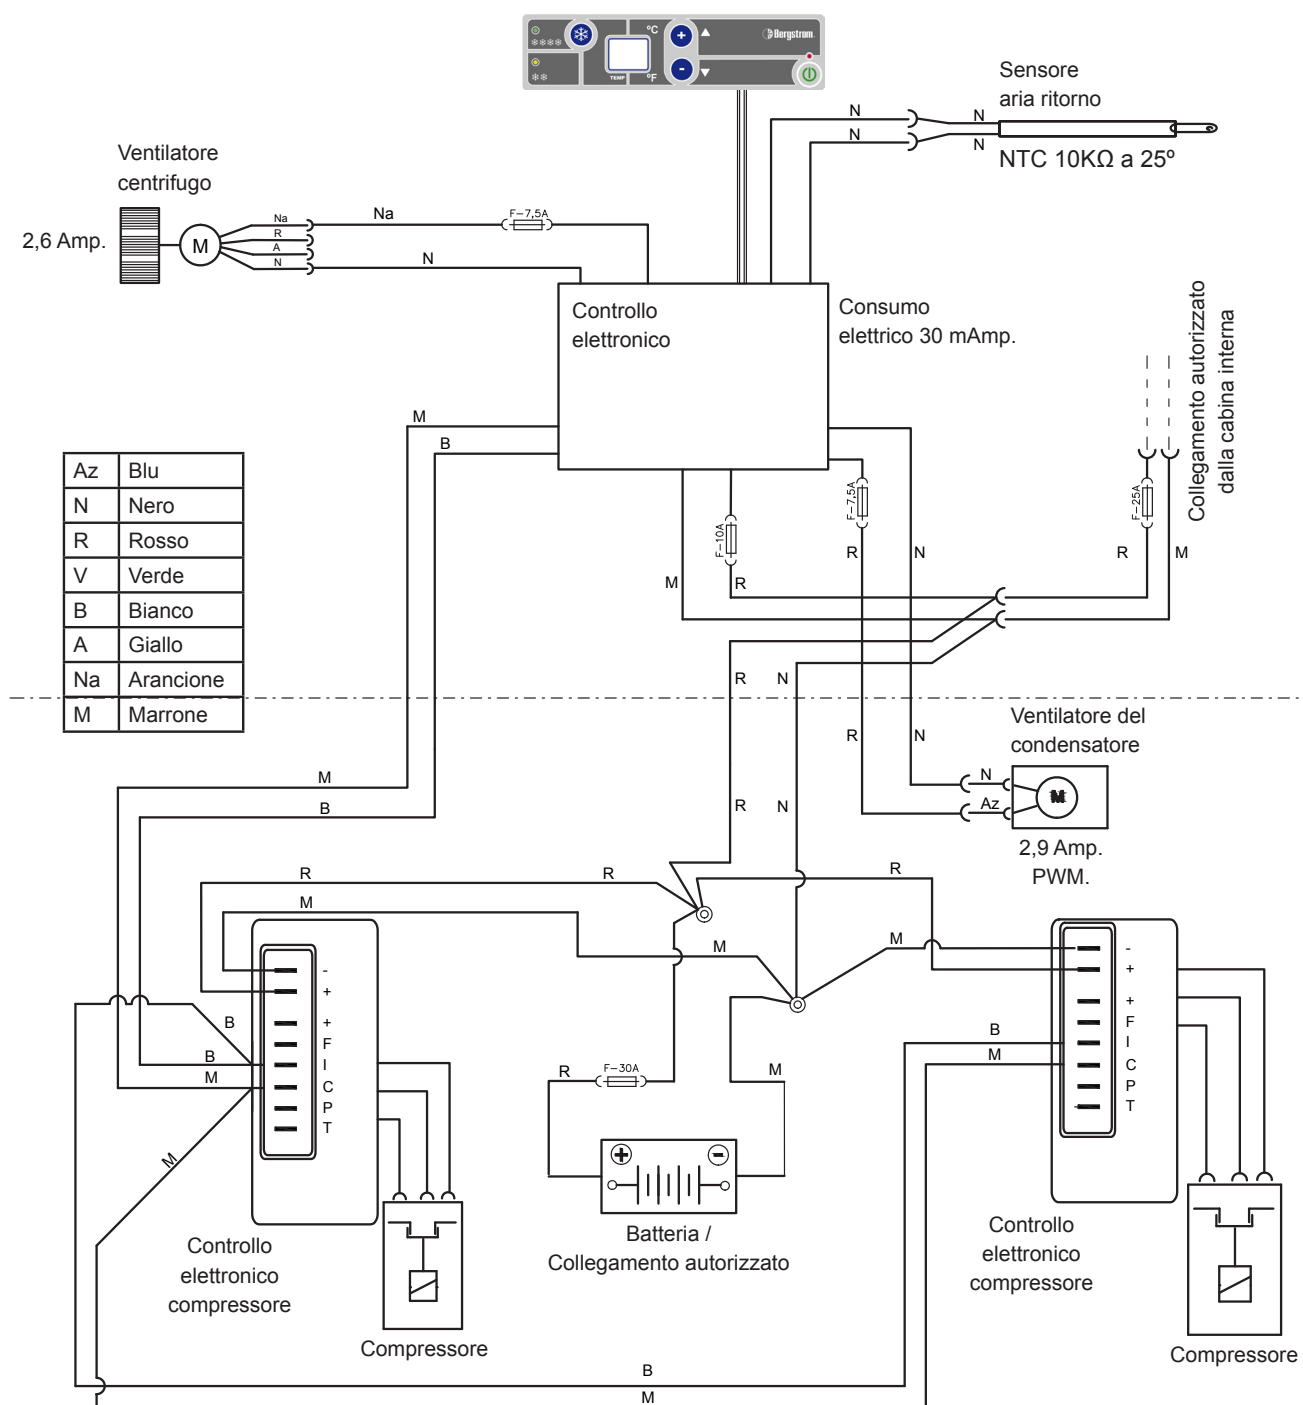 °C
Bergstrom
TEMP
°F
Sensore
aria ritorno
N
N
N
N
NTC 10KΩ a 25º
Ventilatore
centrifugo
2,6 Amp.
M
Na
R
A
N
Na
F-7,5A
N
Controllo
elettronico
Consumo
elettrico 30 mAmp.
Collegamento autorizzato
dalla cabina interna
M
B
Az Blu
N Nero
R Rosso
V Verde
B Bianco
A Giallo
Na Arancione
M Marrone
F-10A
F-7,5A
F-25A
M
R
R
N
R
M
R
N
R
N
Ventilatore del
condensatore
N
Az
M
2,9 Amp.
PWM.
M
B
R
N
R
R
R
M
M
M
-
+
+
F
I
C
P
T
B
B
M
M
-
+
+
F
I
C
P
T
B
M
R
F-30A
M
+
-
Batteria /
Collegamento autorizzato
Controllo
elettronico
compressore
Compressore
Controllo
elettronico
compressore
Compressore
B
M